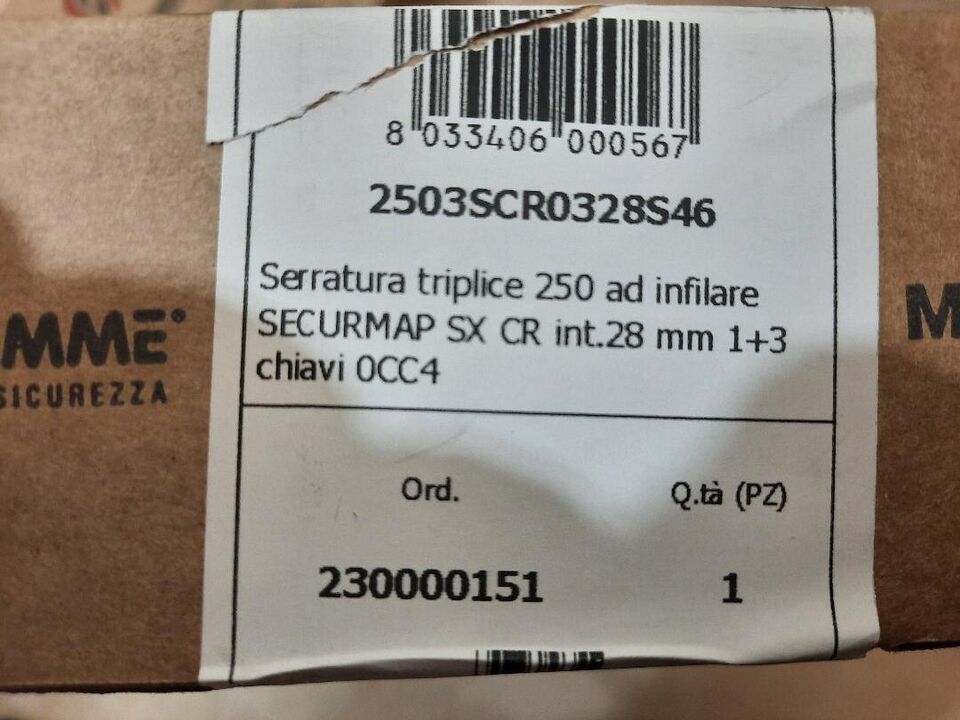 8 033406 000567
2503SCR0328S46
Serratura triplice 250 ad infilare
SECURMAP SX CR int.28 mm 1+3
chiavi 0CC4
Ord. Q.tà (PZ)
230000151 1
MME®
SICUREZZA
M